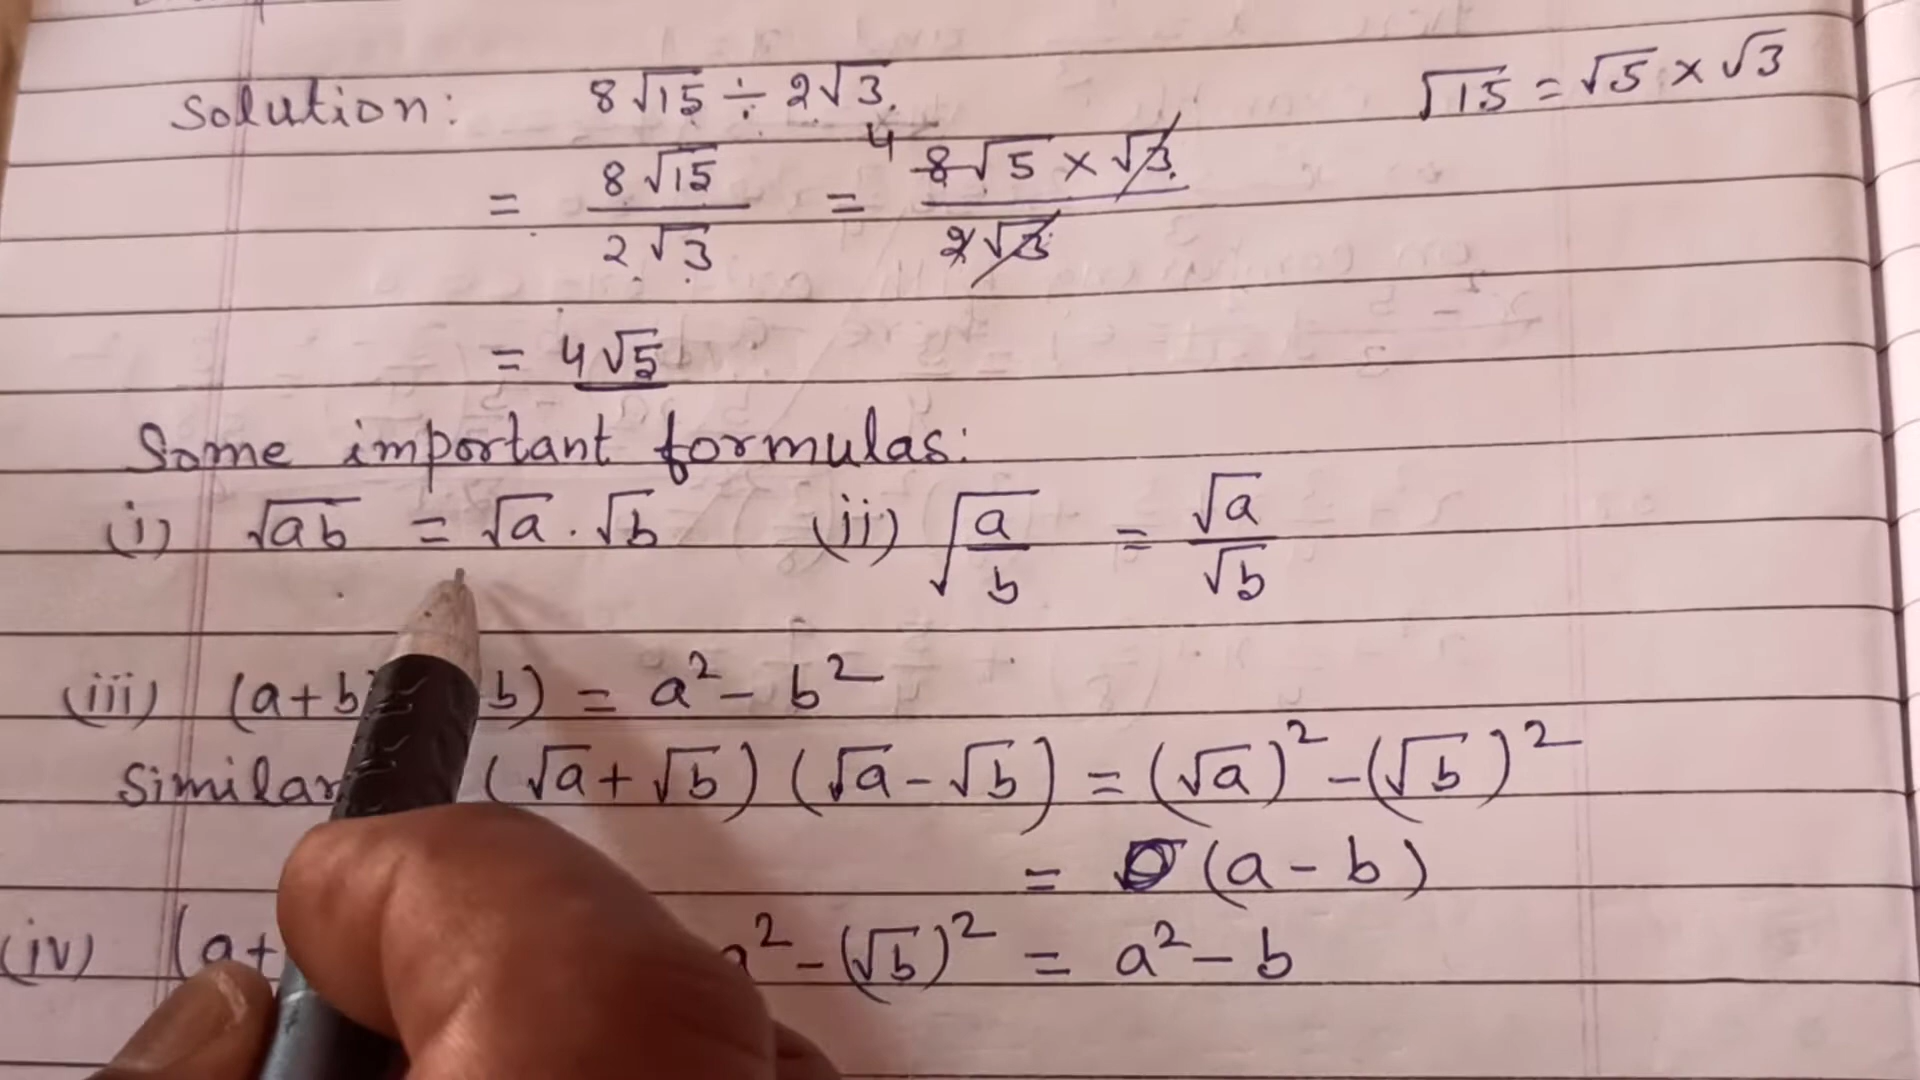 Solution: 8√15 ÷ 2√3.
√15 = √5 × √3
= 8√15 / 2√3 = 4 8√5 × √3 / 2√3
= 4√5
Some important formulas:
(i) √ab = √a . √b (ii) √(a/b) = √a / √b
(iii) (a+b b) = a² - b²
Similar (√a + √b) (√a - √b) = (√a)² - (√b)²
= (a - b)
(iv) (a+ a² - (√b)² = a² - b